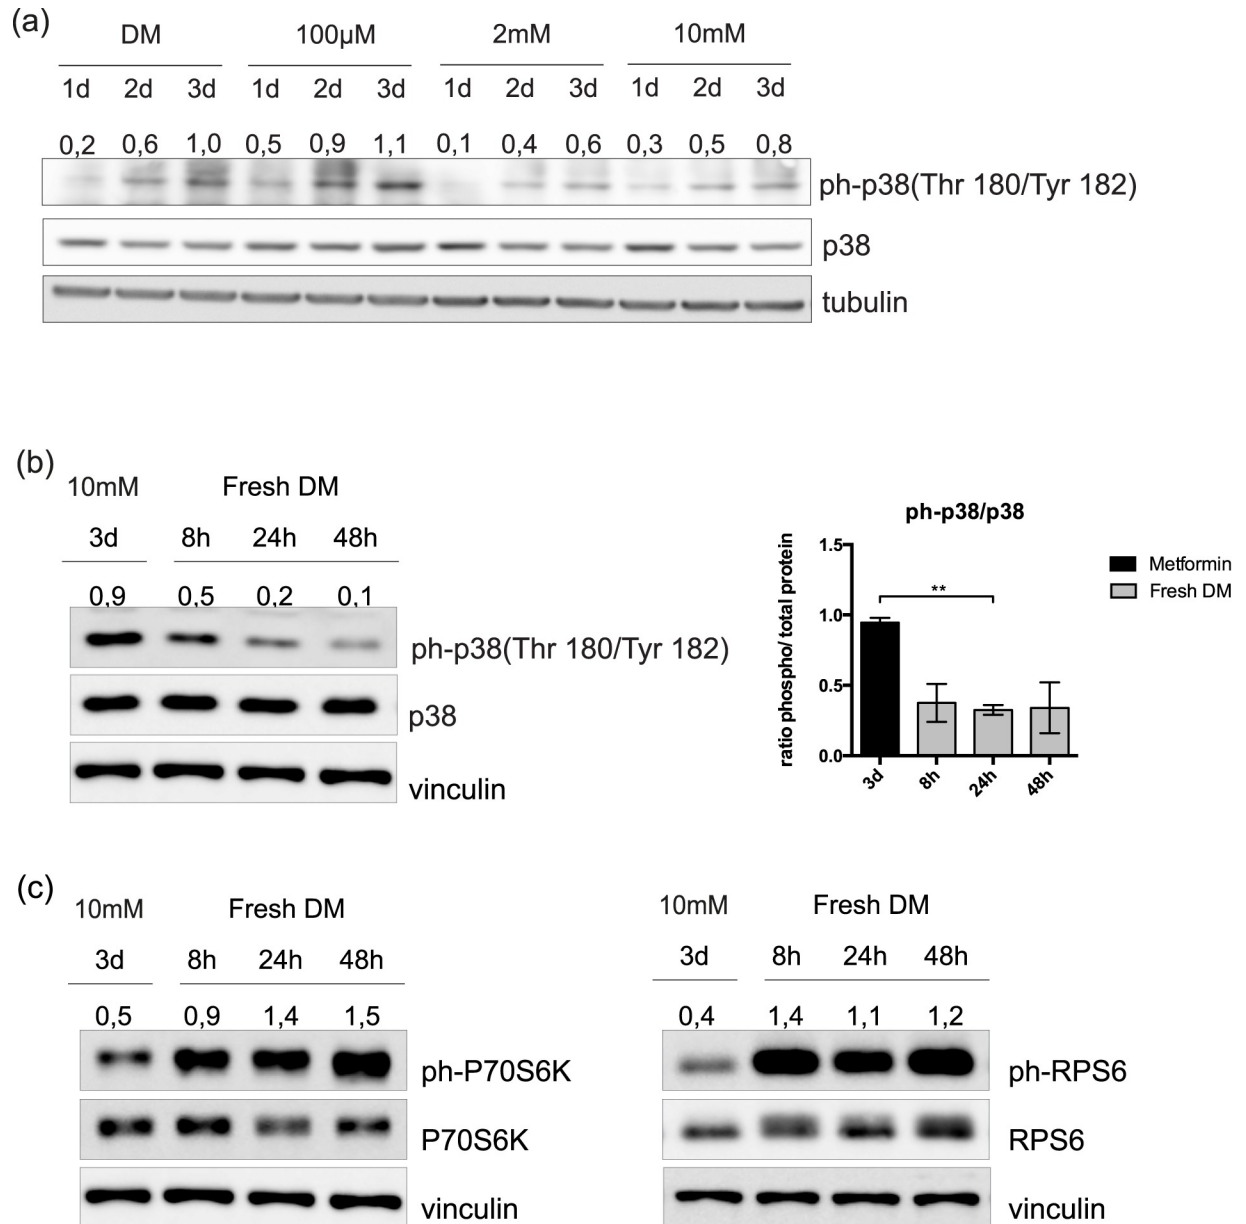 (a)
DM 100µM 2mM 10mM
1d 2d 3d 1d 2d 3d 1d 2d 3d 1d 2d 3d
0,2 0,6 1,0 0,5 0,9 1,1 0,1 0,4 0,6 0,3 0,5 0,8
ph-p38(Thr 180/Tyr 182)
p38
tubulin
(b)
10mM Fresh DM
3d 8h 24h 48h
0,9 0,5 0,2 0,1
ph-p38(Thr 180/Tyr 182)
p38
vinculin
ph-p38/p38
ratio phospho/ total protein
1.5
1.0
0.5
0.0
**
3d 8h 24h 48h
Metformin
Fresh DM
(c)
10mM Fresh DM
3d 8h 24h 48h
0,5 0,9 1,4 1,5
ph-P70S6K
P70S6K
vinculin
10mM Fresh DM
3d 8h 24h 48h
0,4 1,4 1,1 1,2
ph-RPS6
RPS6
vinculin